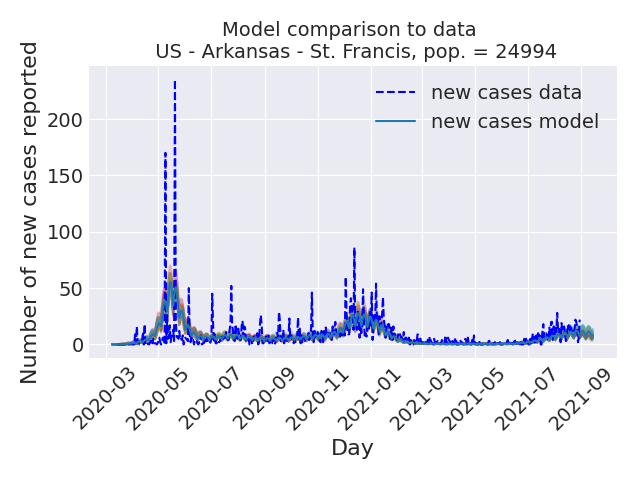 Model comparison to data
US - Arkansas - St. Francis, pop. = 24994
Number of new cases reported
200
150
100
50
0
new cases data
new cases model
2020-03
2020-05
2020-07
2020-09
2020-11
2021-01
2021-03
2021-05
2021-07
2021-09
Day